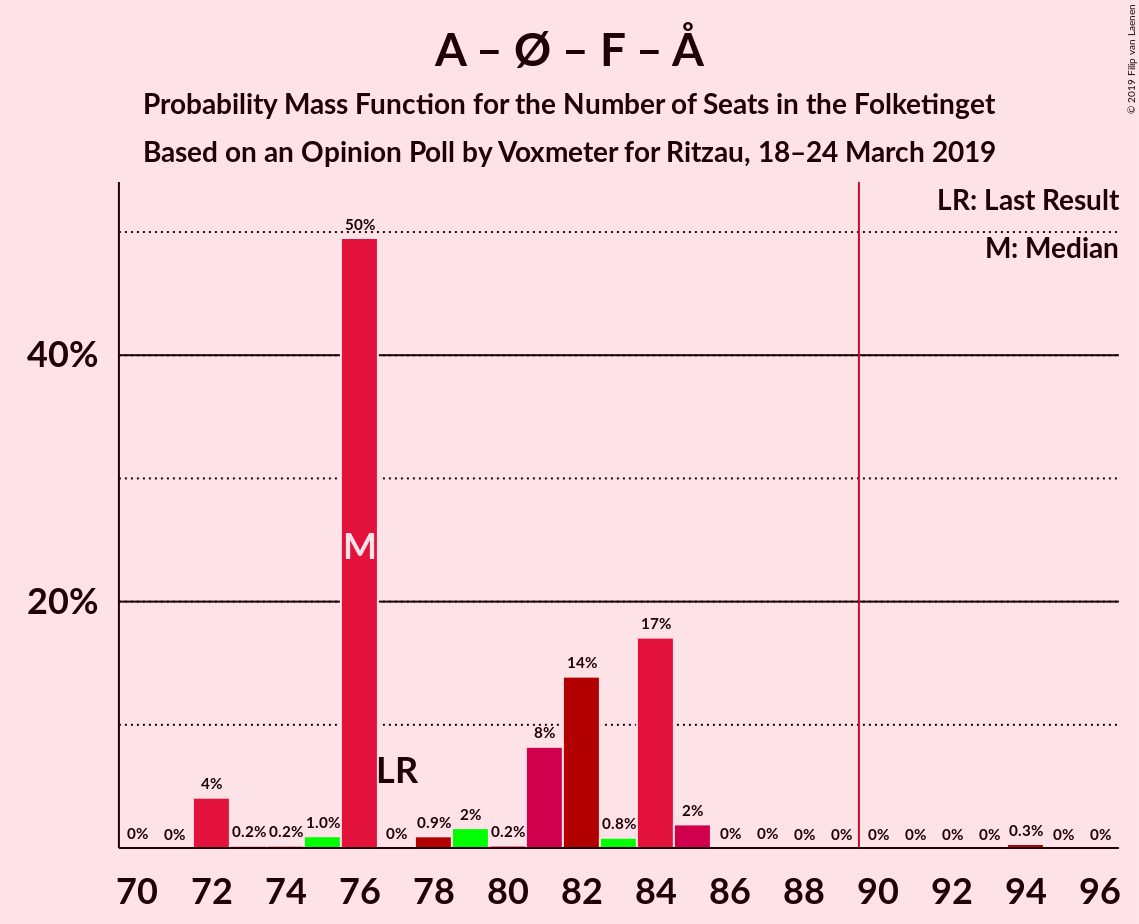 A – Ø – F – Å
Probability Mass Function for the Number of Seats in the Folketinget
Based on an Opinion Poll by Voxmeter for Ritzau, 18–24 March 2019
© 2019 Filip van Laenen
LR: Last Result
M: Median
50%
40%
20%
M
LR
0% 0% 4% 0.2% 0.2% 1.0% 0% 0.9% 2% 0.2% 8% 14% 0.8% 17% 2% 0% 0% 0% 0% 0% 0% 0% 0% 0.3% 0% 0%
70 72 74 76 78 80 82 84 86 88 90 92 94 96